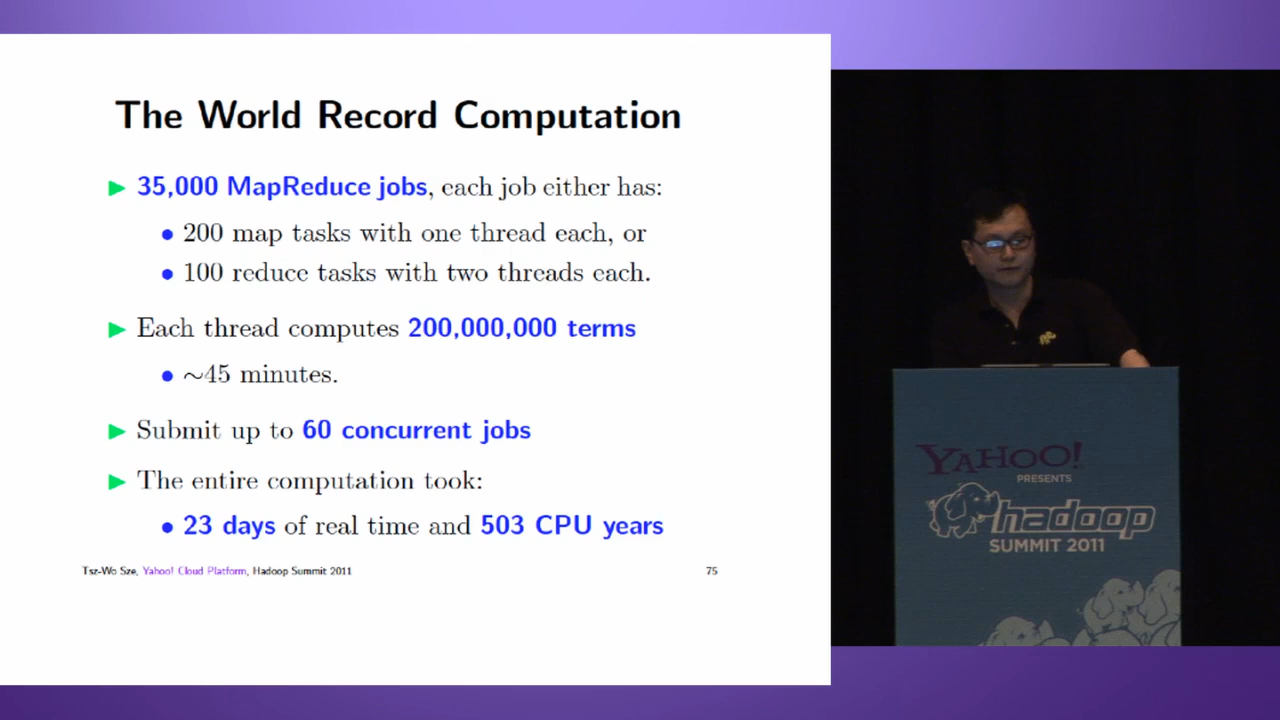 The World Record Computation
▶ 35,000 MapReduce jobs, each job either has:
• 200 map tasks with one thread each, or
• 100 reduce tasks with two threads each.
▶ Each thread computes 200,000,000 terms
• ~45 minutes.
▶ Submit up to 60 concurrent jobs
▶ The entire computation took:
• 23 days of real time and 503 CPU years
Tsz-Wo Sze, Yahoo! Cloud Platform, Hadoop Summit 2011 75
YAHOO!
PRESENTS
hadoop
SUMMIT 2011